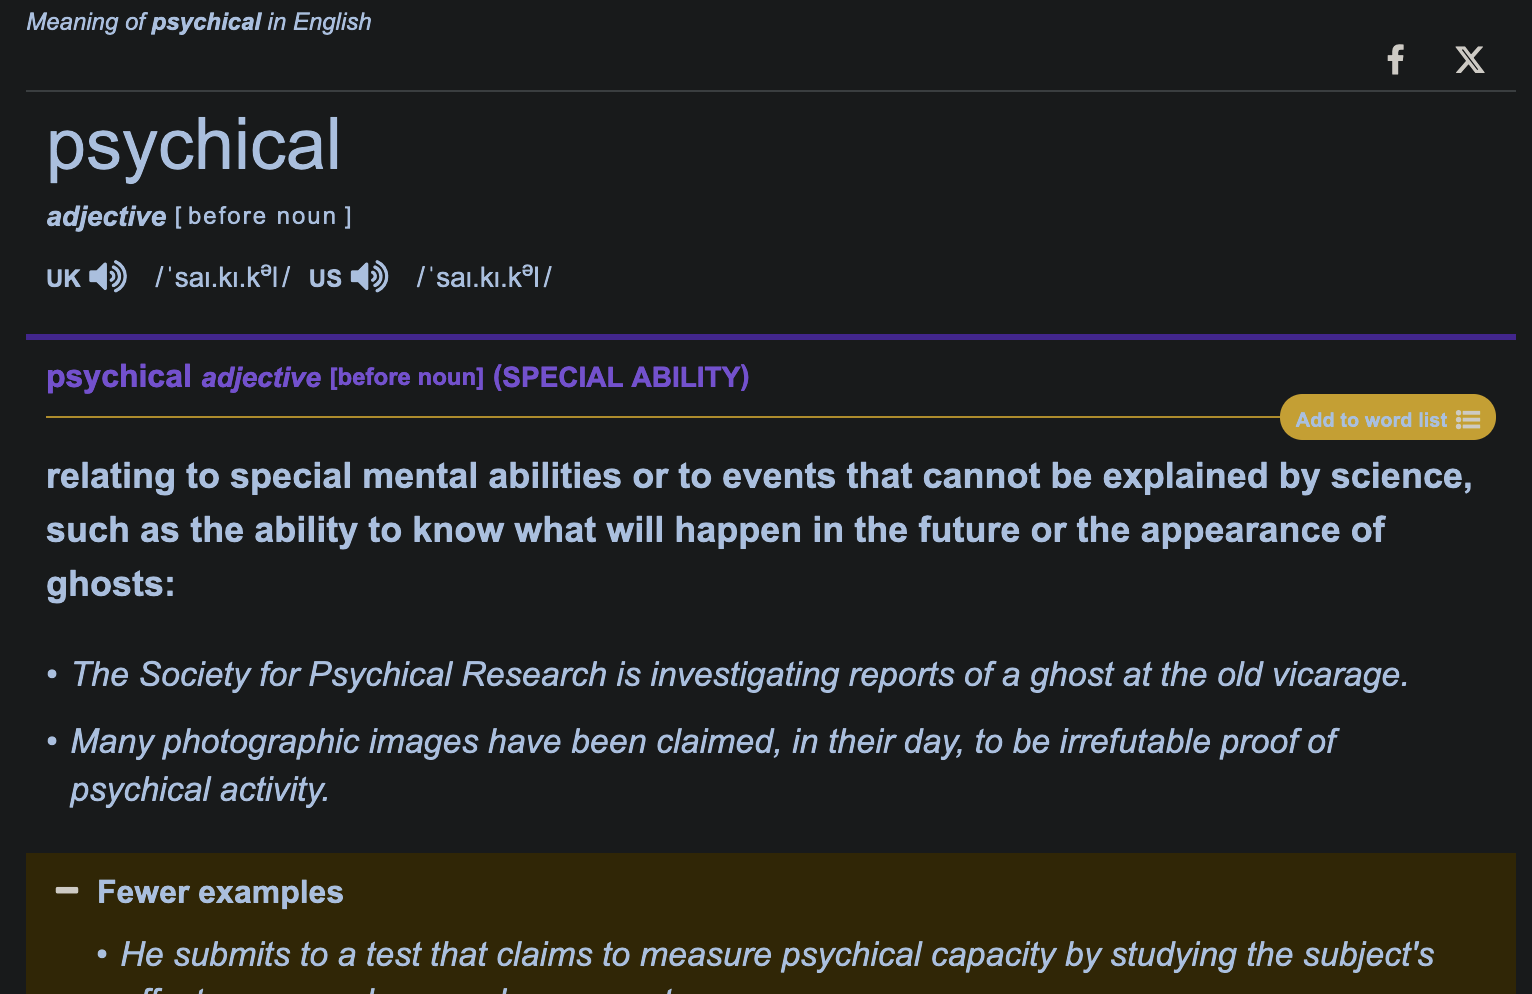 Meaning of psychical in English
psychical
adjective [ before noun ]
UK /ˈsaɪ.kɪ.kᵊl/ US /ˈsaɪ.kɪ.kᵊl/
psychical adjective [before noun] (SPECIAL ABILITY)
Add to word list
relating to special mental abilities or to events that cannot be explained by science,
such as the ability to know what will happen in the future or the appearance of
ghosts:
• The Society for Psychical Research is investigating reports of a ghost at the old vicarage.
• Many photographic images have been claimed, in their day, to be irrefutable proof of
psychical activity.
Fewer examples
• He submits to a test that claims to measure psychical capacity by studying the subject's